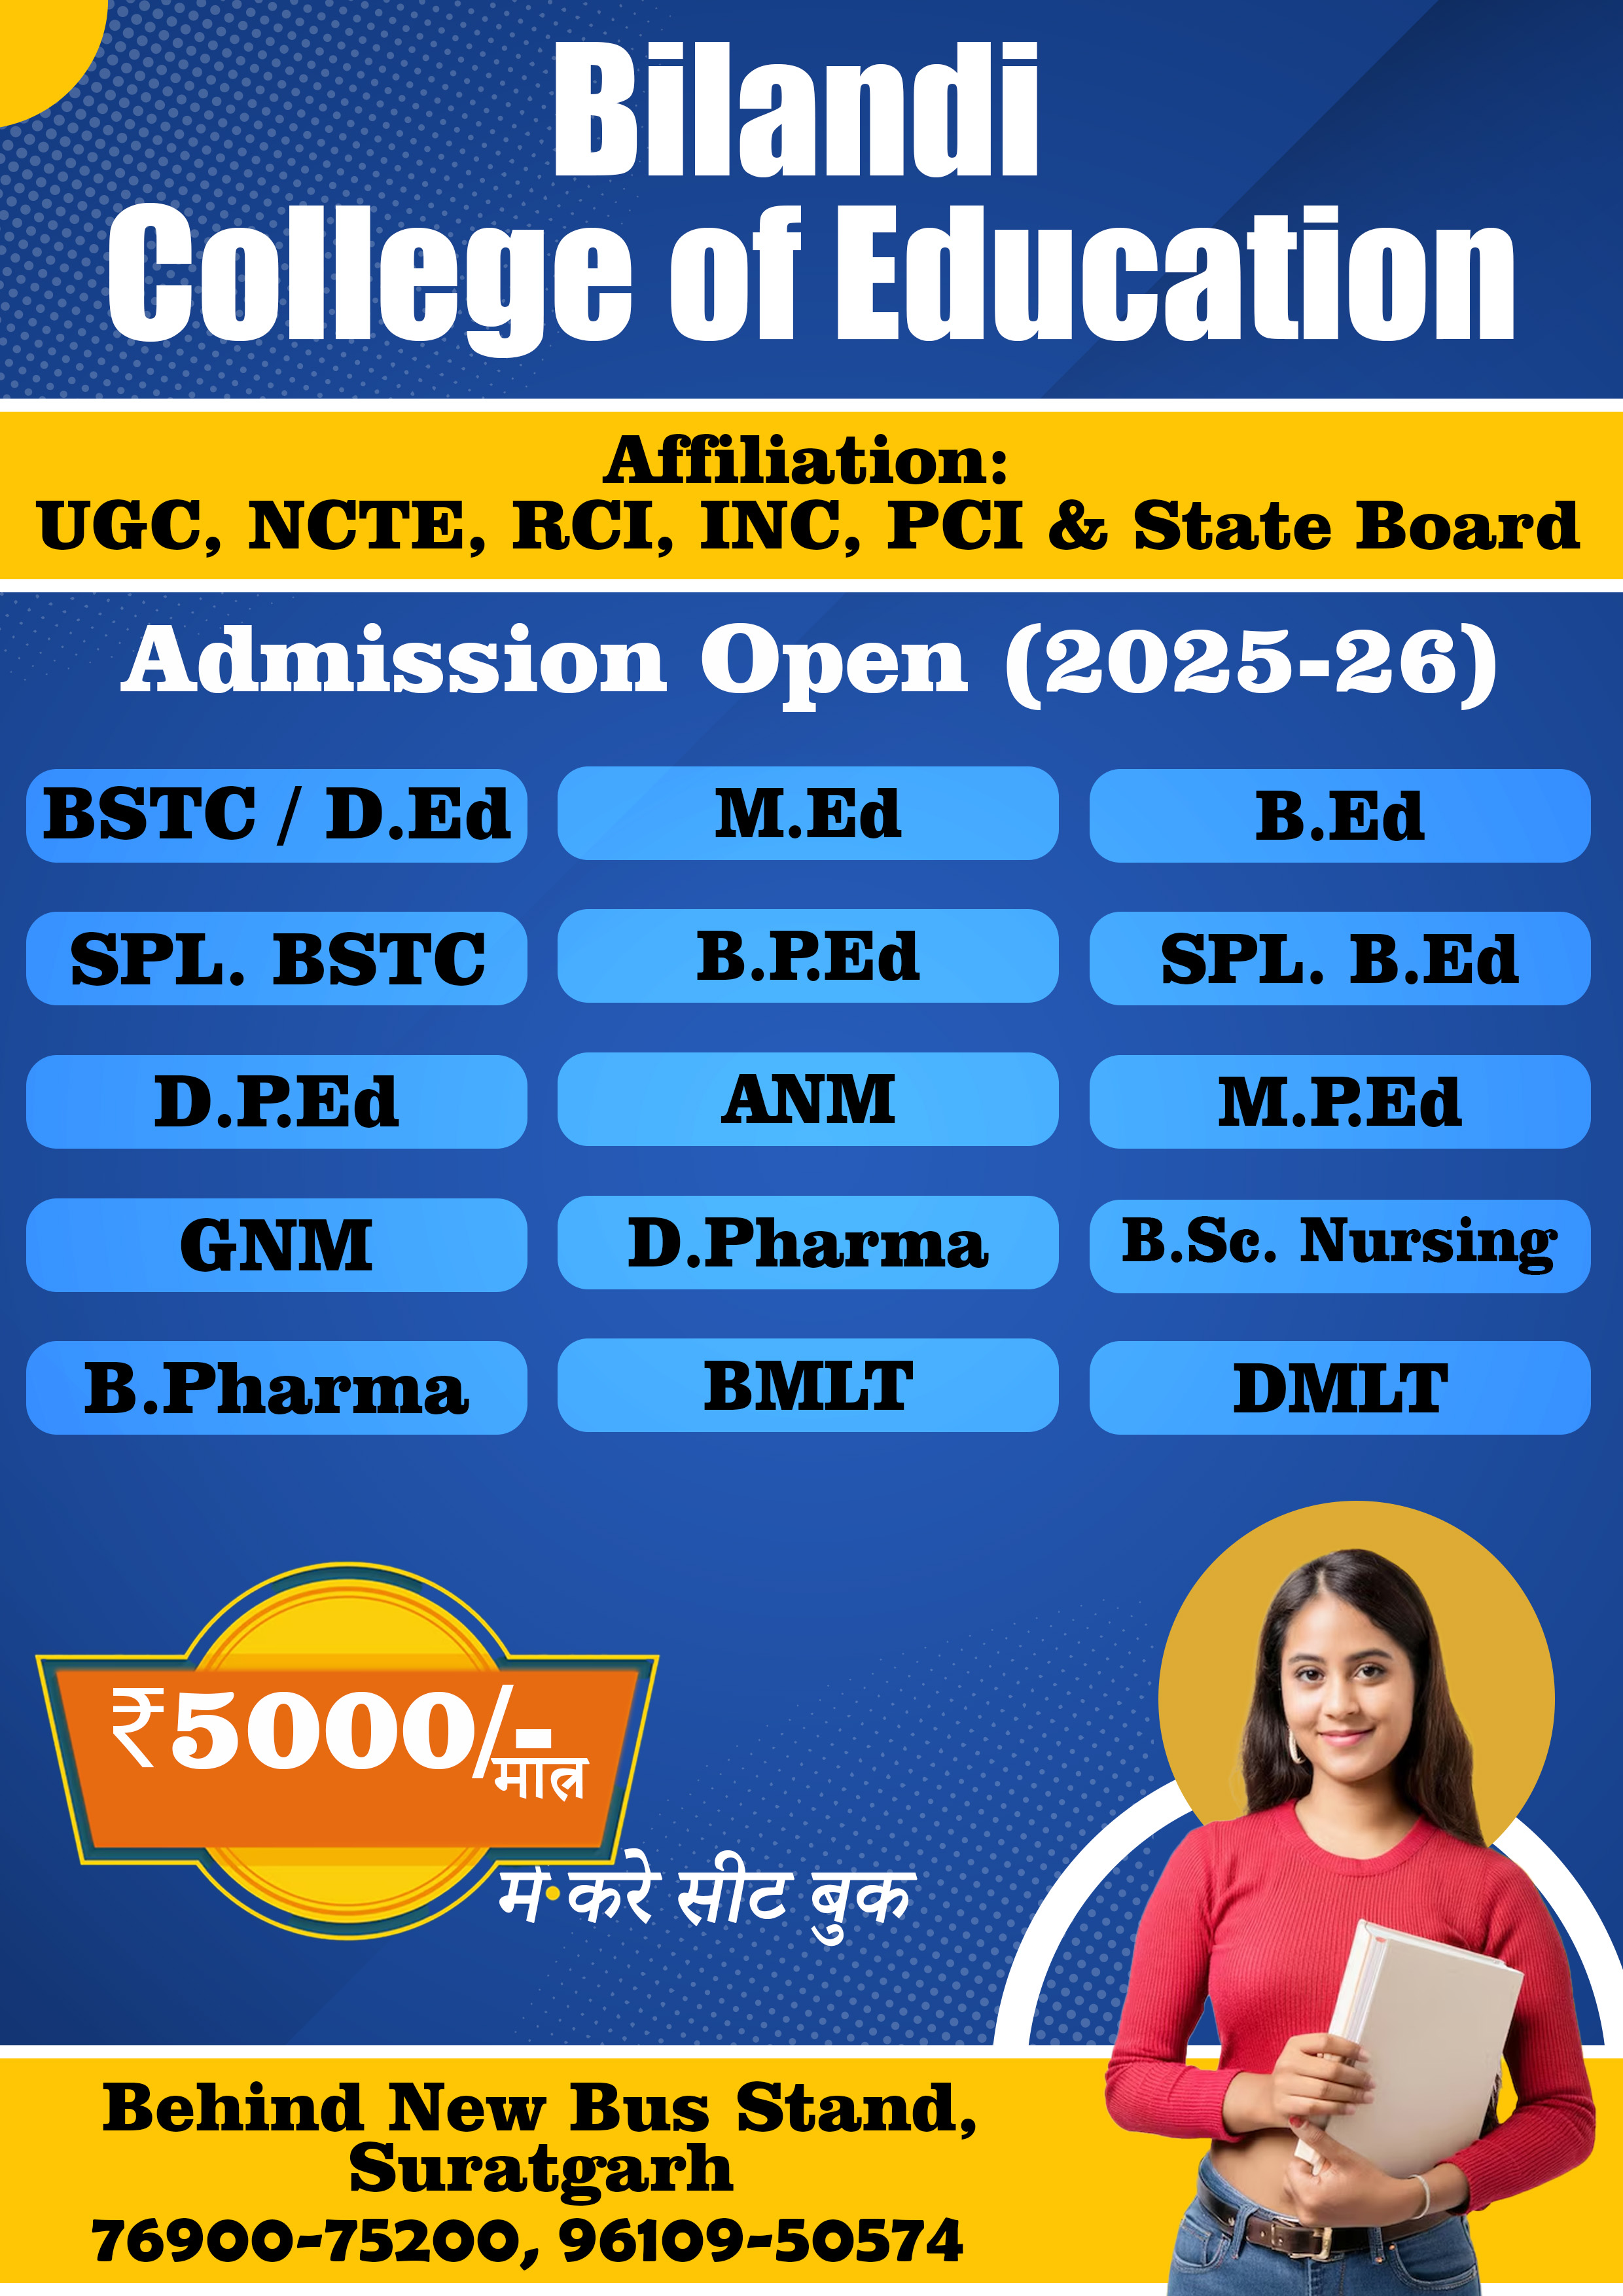 Bilandi
College of Education
Affiliation:
UGC, NCTE, RCI, INC, PCI & State Board
Admission Open (2025-26)
BSTC / D.Ed
M.Ed
B.Ed
SPL. BSTC
B.P.Ed
SPL. B.Ed
D.P.Ed
ANM
M.P.Ed
GNM
D.Pharma
B.Sc. Nursing
B.Pharma
BMLT
DMLT
₹5000/-
मात्र
में करे सीट बुक
Behind New Bus Stand,
Suratgarh
76900-75200, 96109-50574